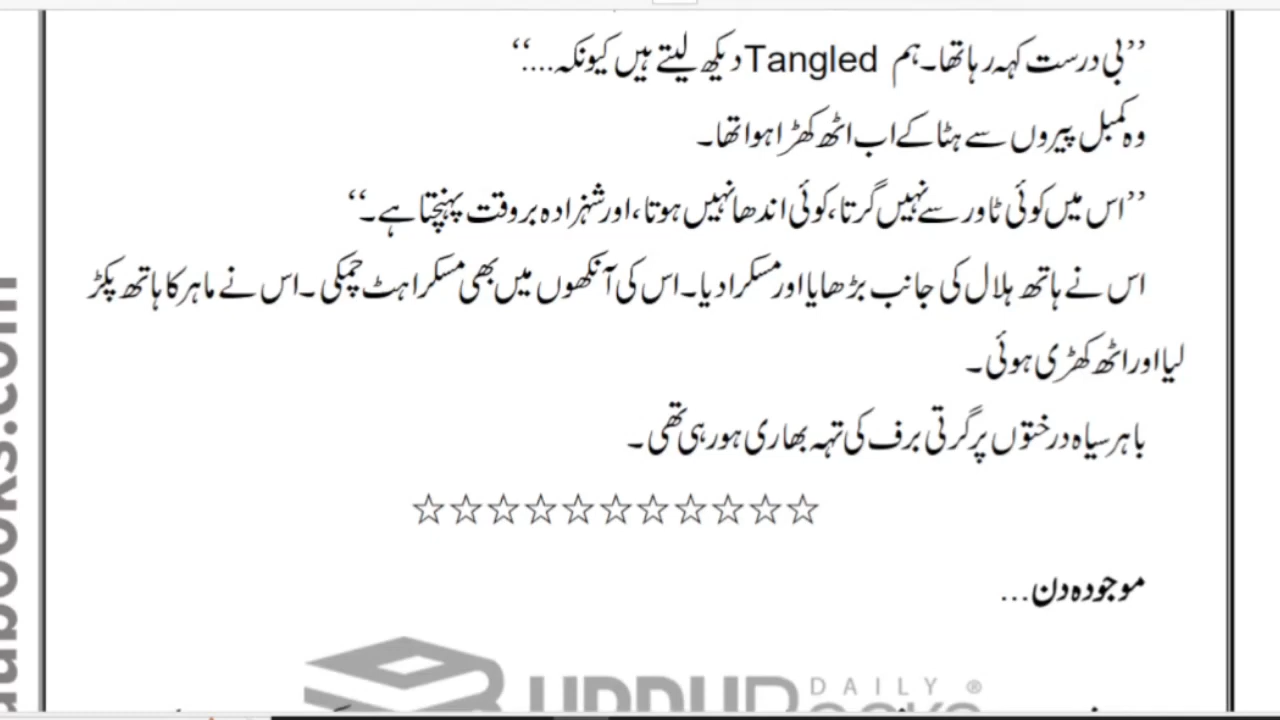 ”بی درست کہہ رہا تھا۔ ہم Tangled دیکھ لیتے ہیں کیونکہ....“
وہ کمبل پیروں سے ہٹا کے اب اٹھ کھڑا ہوا تھا۔
”اس میں کوئی ٹاور سے نہیں گرتا، کوئی اندھا نہیں ہوتا، اور شہزادہ بروقت پہنچتا ہے۔“
اس نے ہاتھ ہلال کی جانب بڑھایا اور مسکرا دیا۔ اس کی آنکھوں میں بھی مسکراہٹ چمکی۔ اس نے ماہر کا ہاتھ پکڑ
لیا اور اٹھ کھڑی ہوئی۔
باہر سیاہ درختوں پر گرتی برف کی تہہ بھاری ہو رہی تھی۔
☆☆☆☆☆☆☆☆☆☆☆
موجودہ دن...
DAILY ®